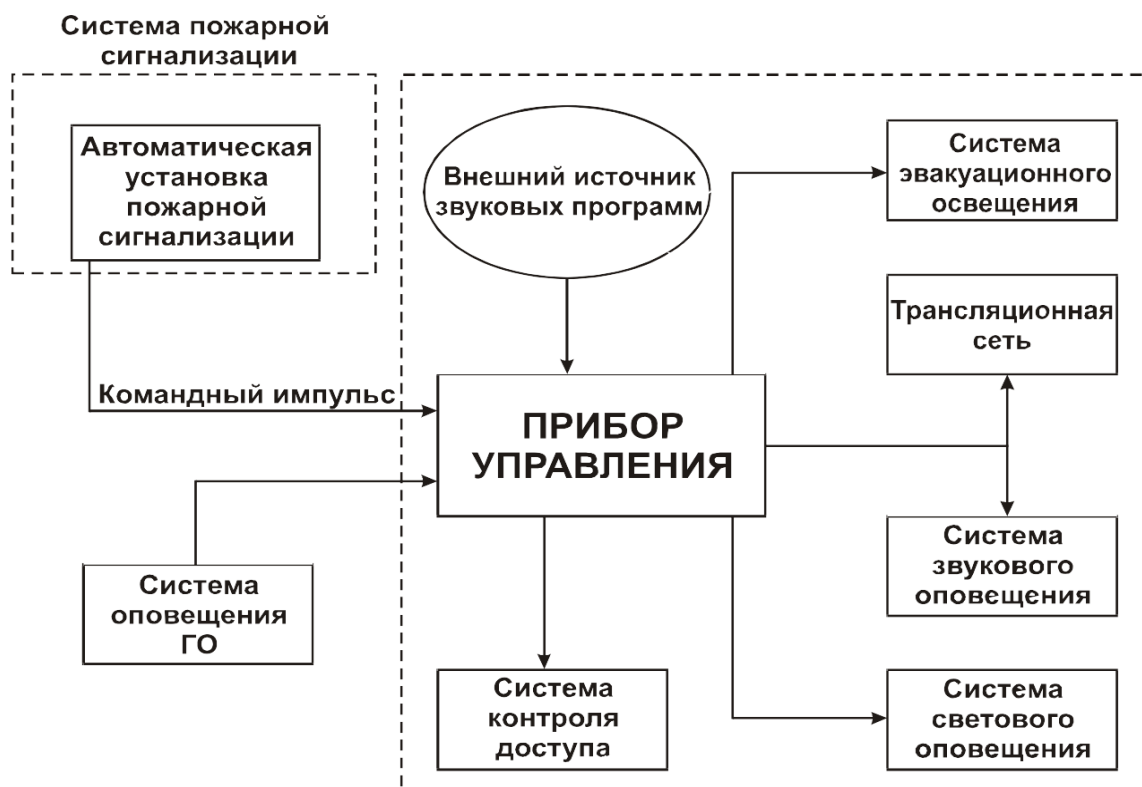 Система пожарной
сигнализации
Автоматическая
установка
пожарной
сигнализации
Внешний источник
звуковых программ
Система
эвакуационного
освещения
Трансляционная
сеть
Командный импульс
ПРИБОР
УПРАВЛЕНИЯ
Система
оповещения
ГО
Система
звукового
оповещения
Система
контроля
доступа
Система
светового
оповещения